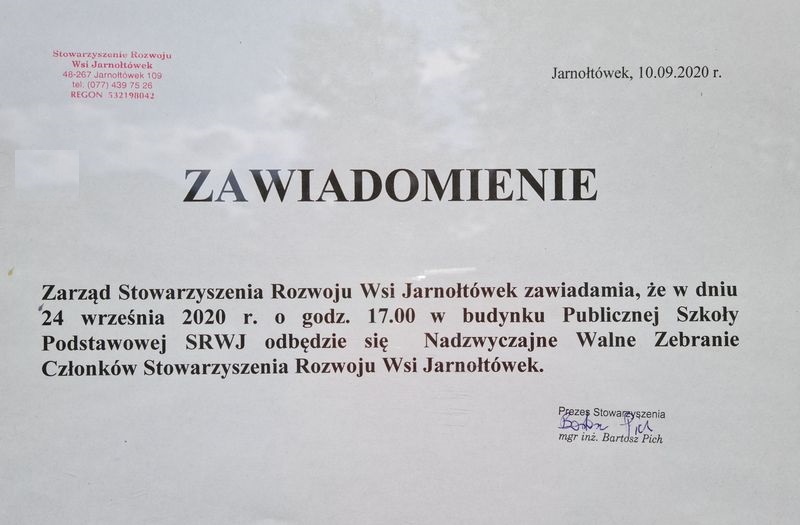 Stowarzyszenie Rozwoju
Wsi Jarnołtówek
48-267 Jarnołtówek 109
tel. (077) 439 75 26
REGON 532198042
Jarnołtówek, 10.09.2020 r.
ZAWIADOMIENIE
Zarząd Stowarzyszenia Rozwoju Wsi Jarnołtówek zawiadamia, że w dniu
24 września 2020 r. o godz. 17.00 w budynku Publicznej Szkoły
Podstawowej SRWJ odbędzie się Nadzwyczajne Walne Zebranie
Członków Stowarzyszenia Rozwoju Wsi Jarnołtówek.
Prezes Stowarzyszenia
Bartosz Pich
mgr inż. Bartosz Pich